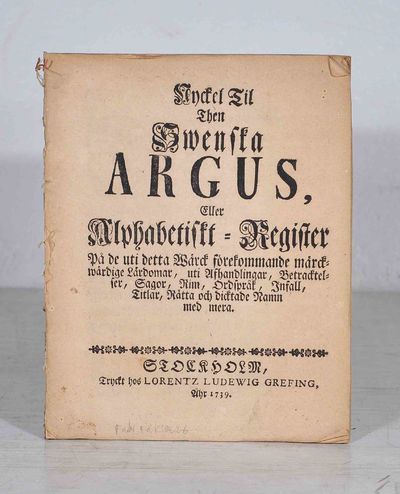 Nyckel Til
Then
Swenska
ARGUS,
Eller
Alphabetiskt = Register
På de uti detta Wärck förekommande märck-
wärdige Lärdomar, uti Afhandlingar, Betracktel-
ser, Sagor, Rim, Ordspråk, Infall,
Titlar, Rätta och dicktade Namn
med mera.
STOCKHOLM,
Tryckt hos LORENTZ LUDEWIG GREFING,
Åhr 1739.